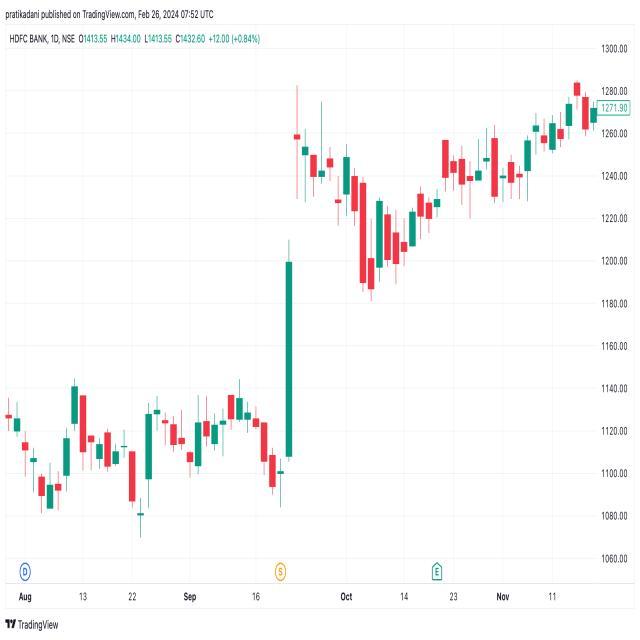 pratikadani published on TradingView.com, Feb 26, 2024 07:52 UTC
HDFC BANK, 1D, NSE O1413.55 H1434.00 L1413.55 C1432.60 +12.00 (+0.84%)
1300.00
1280.00
1271.90
1260.00
1240.00
1220.00
1200.00
1180.00
1160.00
1140.00
1120.00
1100.00
1080.00
1060.00
D S E
Aug 13 22 Sep 16 Oct 14 23 Nov 11
TradingView